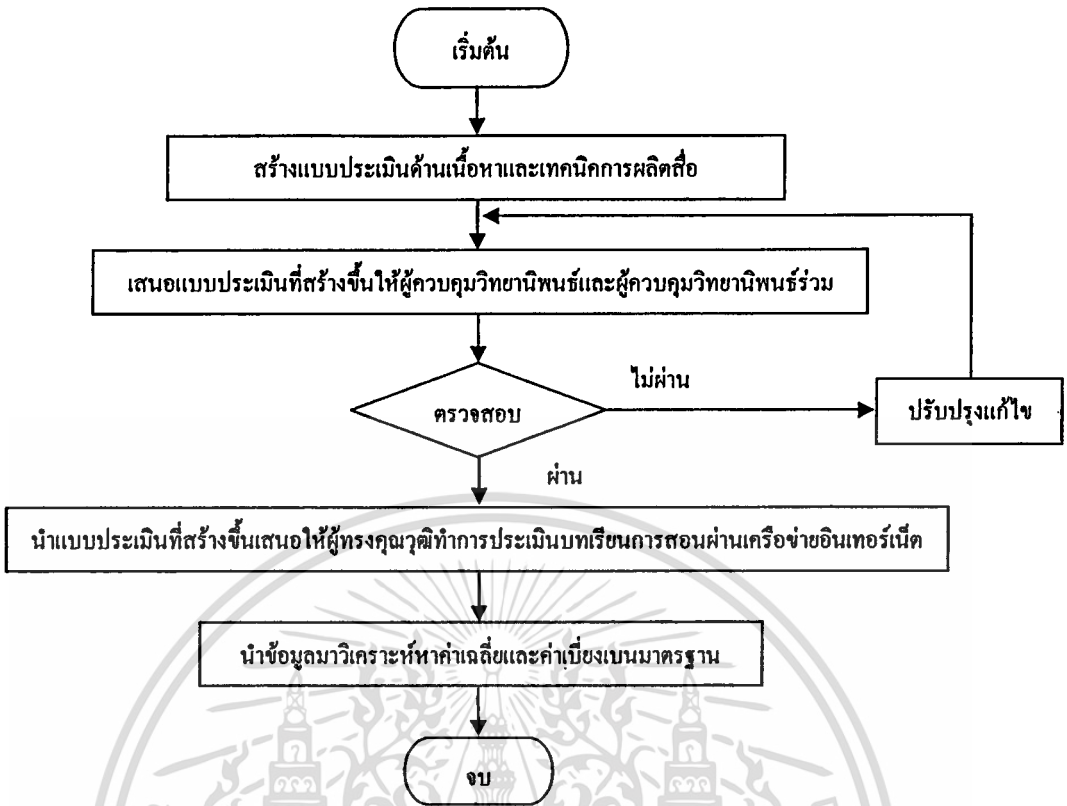 เริ่มต้น
สร้างแบบประเมินด้านเนื้อหาและเทคนิคการผลิตสื่อ
เสนอแบบประเมินที่สร้างขึ้นให้ผู้ควบคุมวิทยานิพนธ์และผู้ควบคุมวิทยานิพนธ์ร่วม
ตรวจสอบ
ไม่ผ่าน
ปรับปรุงแก้ไข
ผ่าน
นำแบบประเมินที่สร้างขึ้นเสนอให้ผู้ทรงคุณวุฒิทำการประเมินบทเรียนการสอนผ่านเครือข่ายอินเทอร์เน็ต
นำข้อมูลมาวิเคราะห์หาค่าเฉลี่ยและค่าเบี่ยงเบนมาตรฐาน
จบ